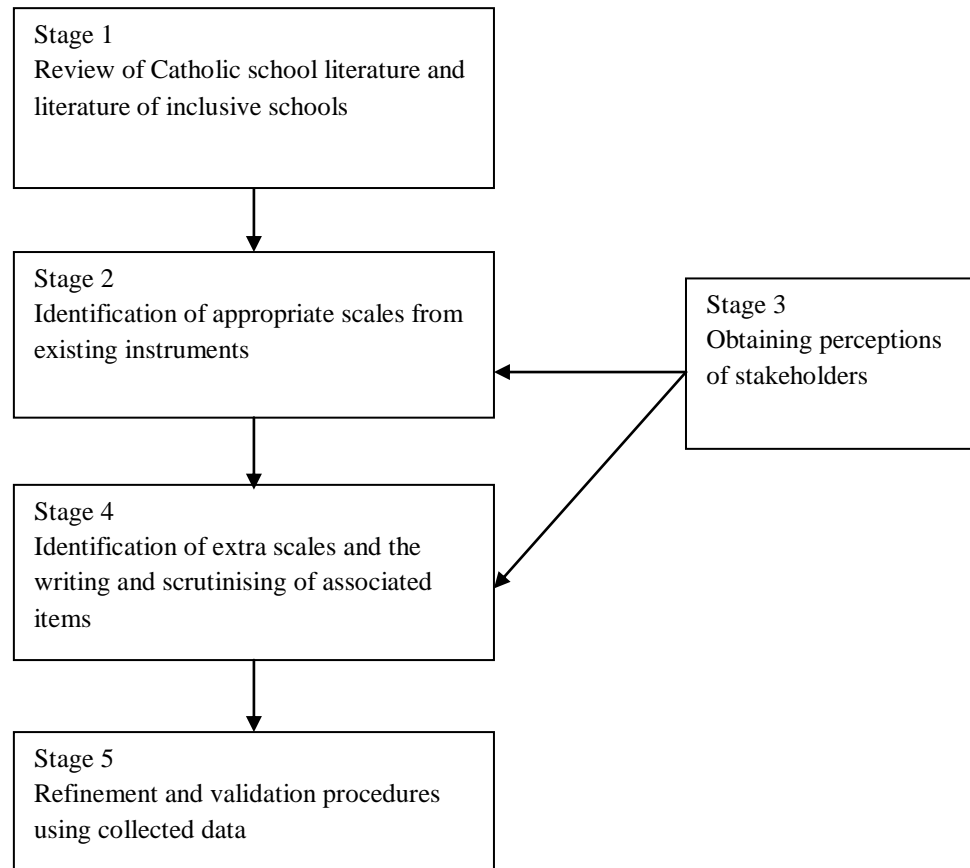 Stage 1
Review of Catholic school literature and
literature of inclusive schools
Stage 2
Identification of appropriate scales from
existing instruments
Stage 3
Obtaining perceptions
of stakeholders
Stage 4
Identification of extra scales and the
writing and scrutinising of associated
items
Stage 5
Refinement and validation procedures
using collected data